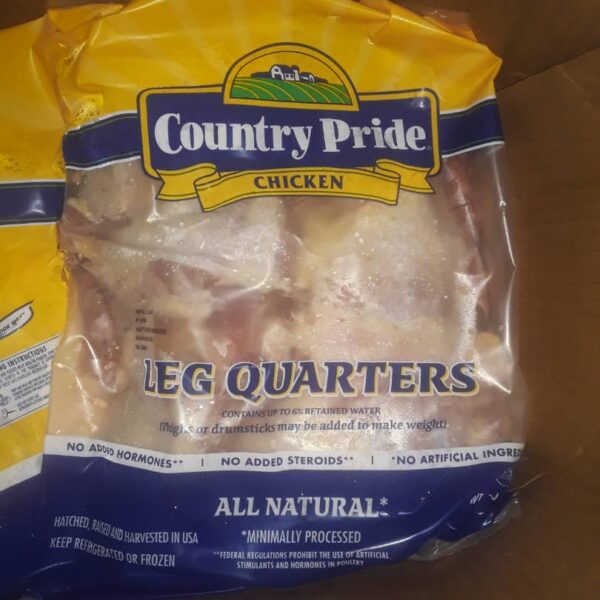 Country Pride
CHICKEN
LEG QUARTERS
CONTAINS UP TO 6% RETAINED WATER
(Thighs or drumsticks may be added to make weight)
NO ADDED HORMONES** | NO ADDED STEROIDS** | *NO ARTIFICIAL INGRE
ALL NATURAL*
*MINIMALLY PROCESSED
HATCHED, RAISED AND HARVESTED IN USA
KEEP REFRIGERATED OR FROZEN
**FEDERAL REGULATIONS PROHIBIT THE USE OF ARTIFICIAL
STIMULANTS AND HORMONES IN POULTRY
INSTRUCTIONS